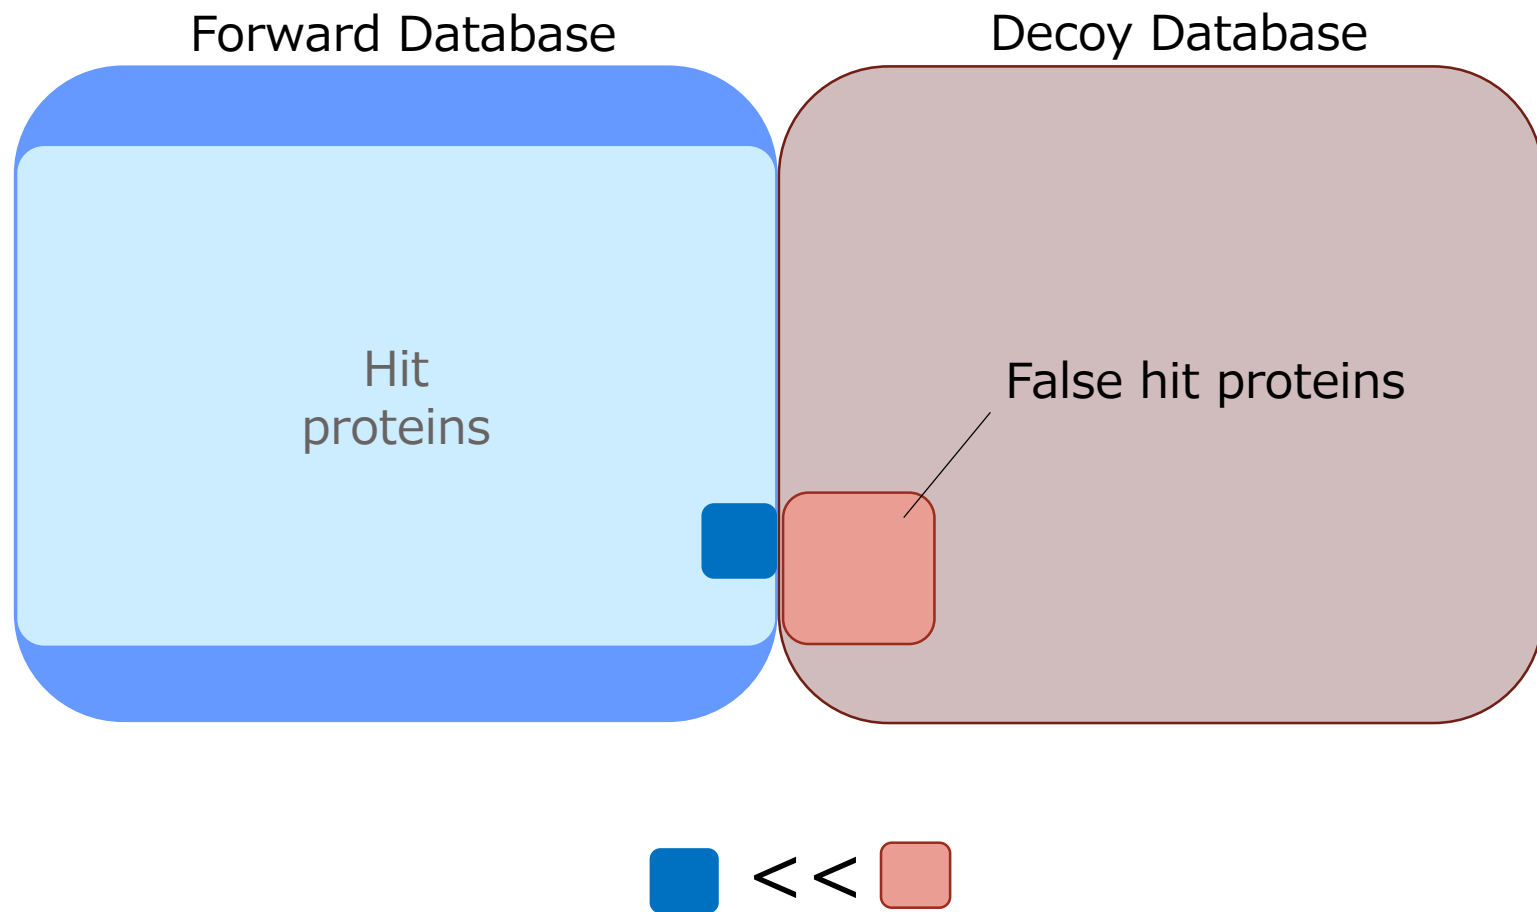 Forward Database
Decoy Database
Hit
proteins
False hit proteins
<<